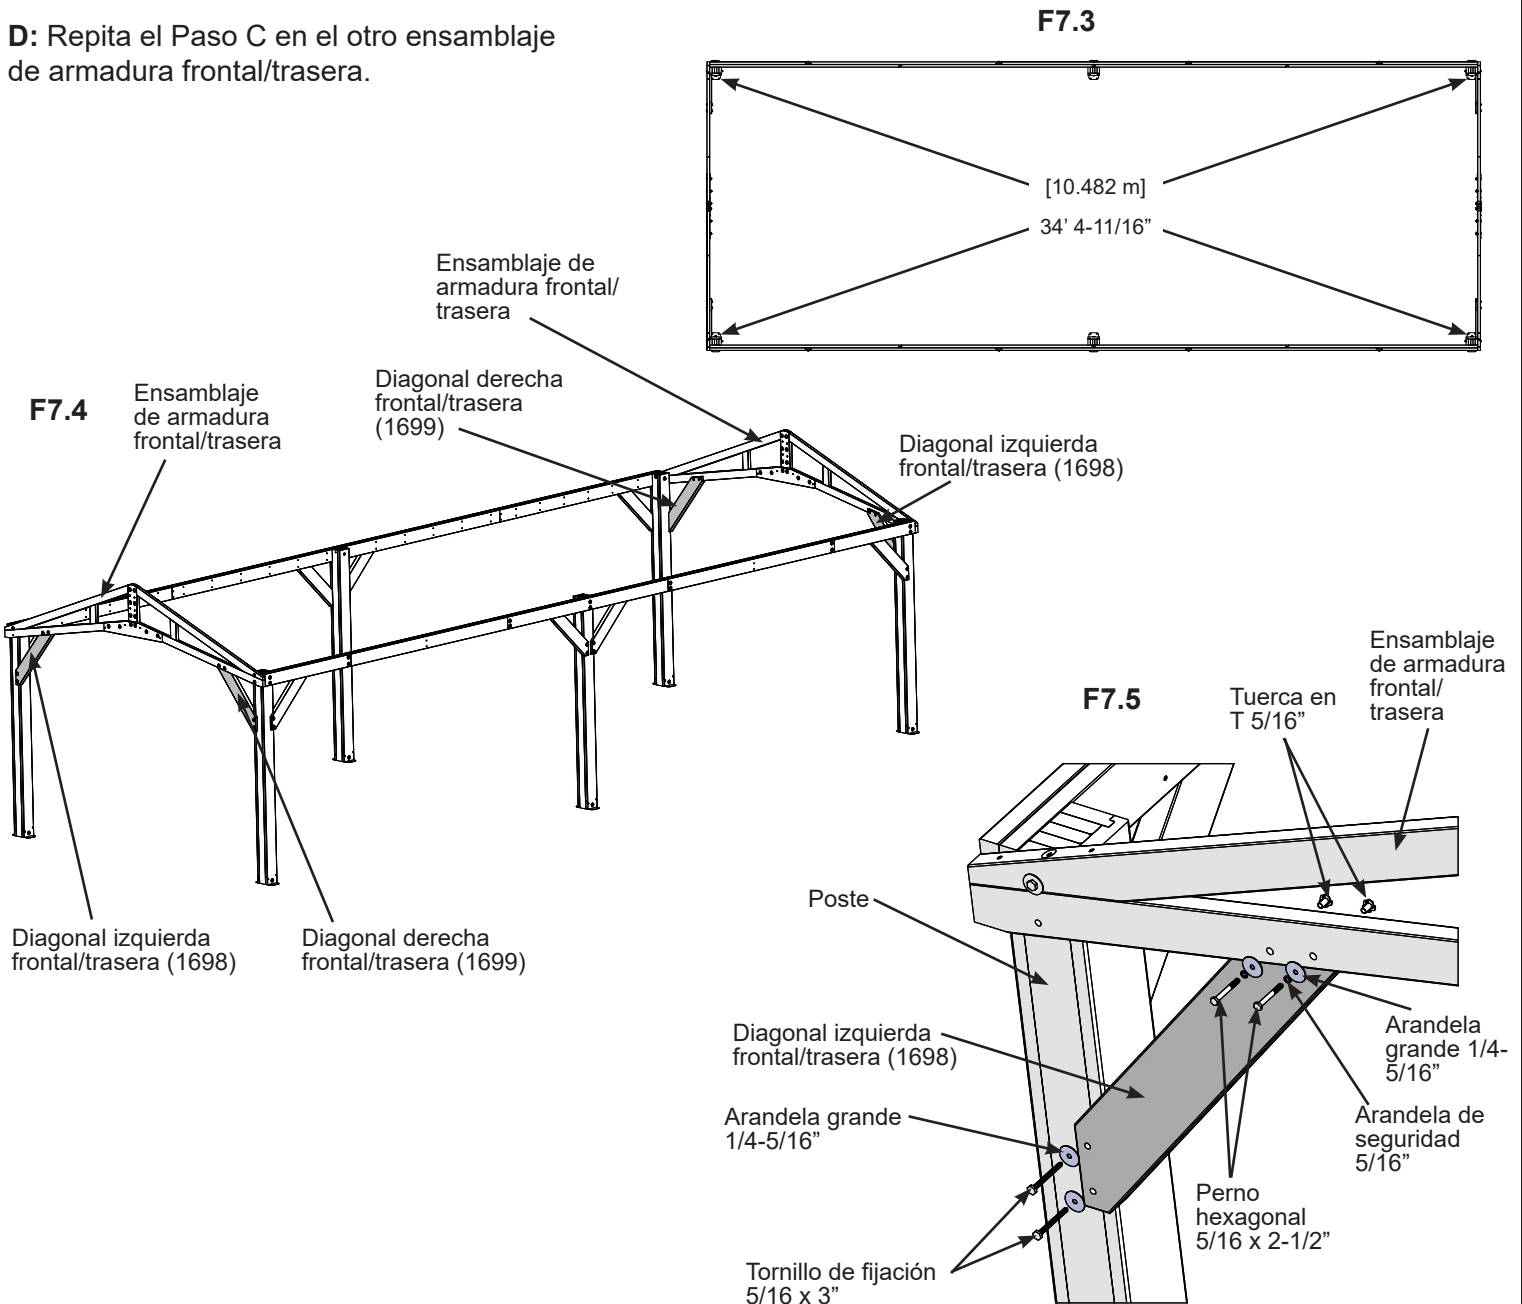 D: Repita el Paso C en el otro ensamblaje
de armadura frontal/trasera.
F7.3
[10.482 m]
34’ 4-11/16”
F7.4
Ensamblaje
de armadura
frontal/trasera
Diagonal derecha
frontal/trasera
(1699)
Ensamblaje de
armadura frontal/
trasera
Diagonal izquierda
frontal/trasera (1698)
Diagonal izquierda
frontal/trasera (1698)
Diagonal derecha
frontal/trasera (1699)
F7.5
Tuerca en
T 5/16”
Ensamblaje
de armadura
frontal/
trasera
Poste
Diagonal izquierda
frontal/trasera (1698)
Arandela grande
1/4-5/16”
Tornillo de fijación
5/16 x 3”
Perno
hexagonal
5/16 x 2-1/2”
Arandela de
seguridad
5/16”
Arandela
grande 1/4-
5/16”